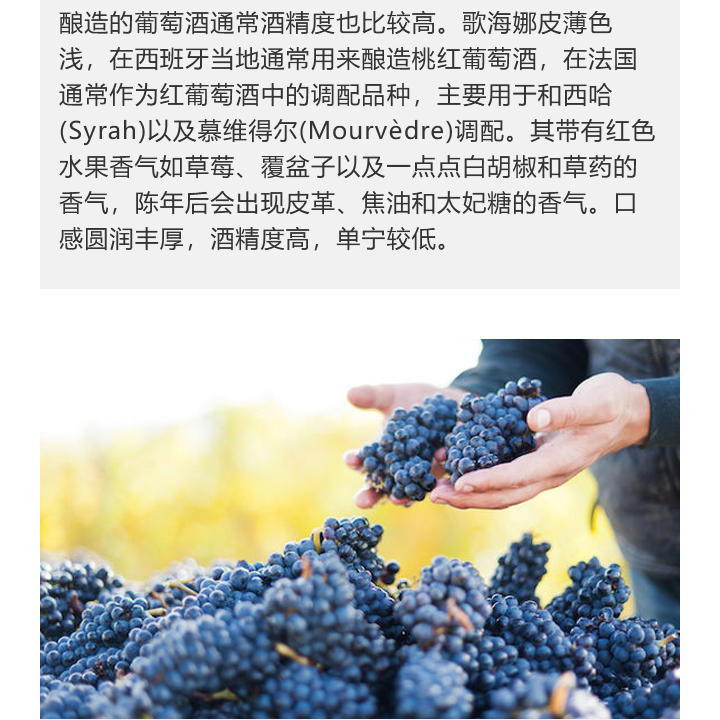 酿造的葡萄酒通常酒精度也比较高。歌海娜皮薄色
浅，在西班牙当地通常用来酿造桃红葡萄酒，在法国
通常作为红葡萄酒中的调配品种，主要用于和西哈
(Syrah)以及慕维得尔(Mourvèdre)调配。其带有红色
水果香气如草莓、覆盆子以及一点点白胡椒和草药的
香气，陈年后会出现皮革、焦油和太妃糖的香气。口
感圆润丰厚，酒精度高，单宁较低。